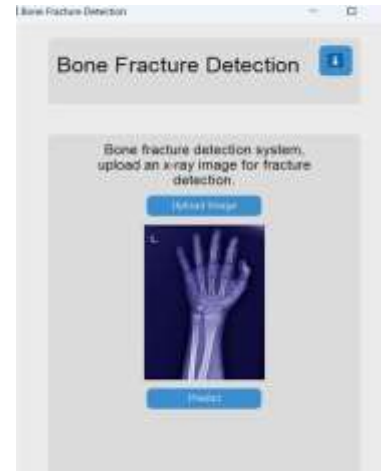 Bone Fracture Detection
Bone Fracture Detection
Bone fracture detection system,
upload an x-ray image for fracture
detection.
Upload Image
L
Predict